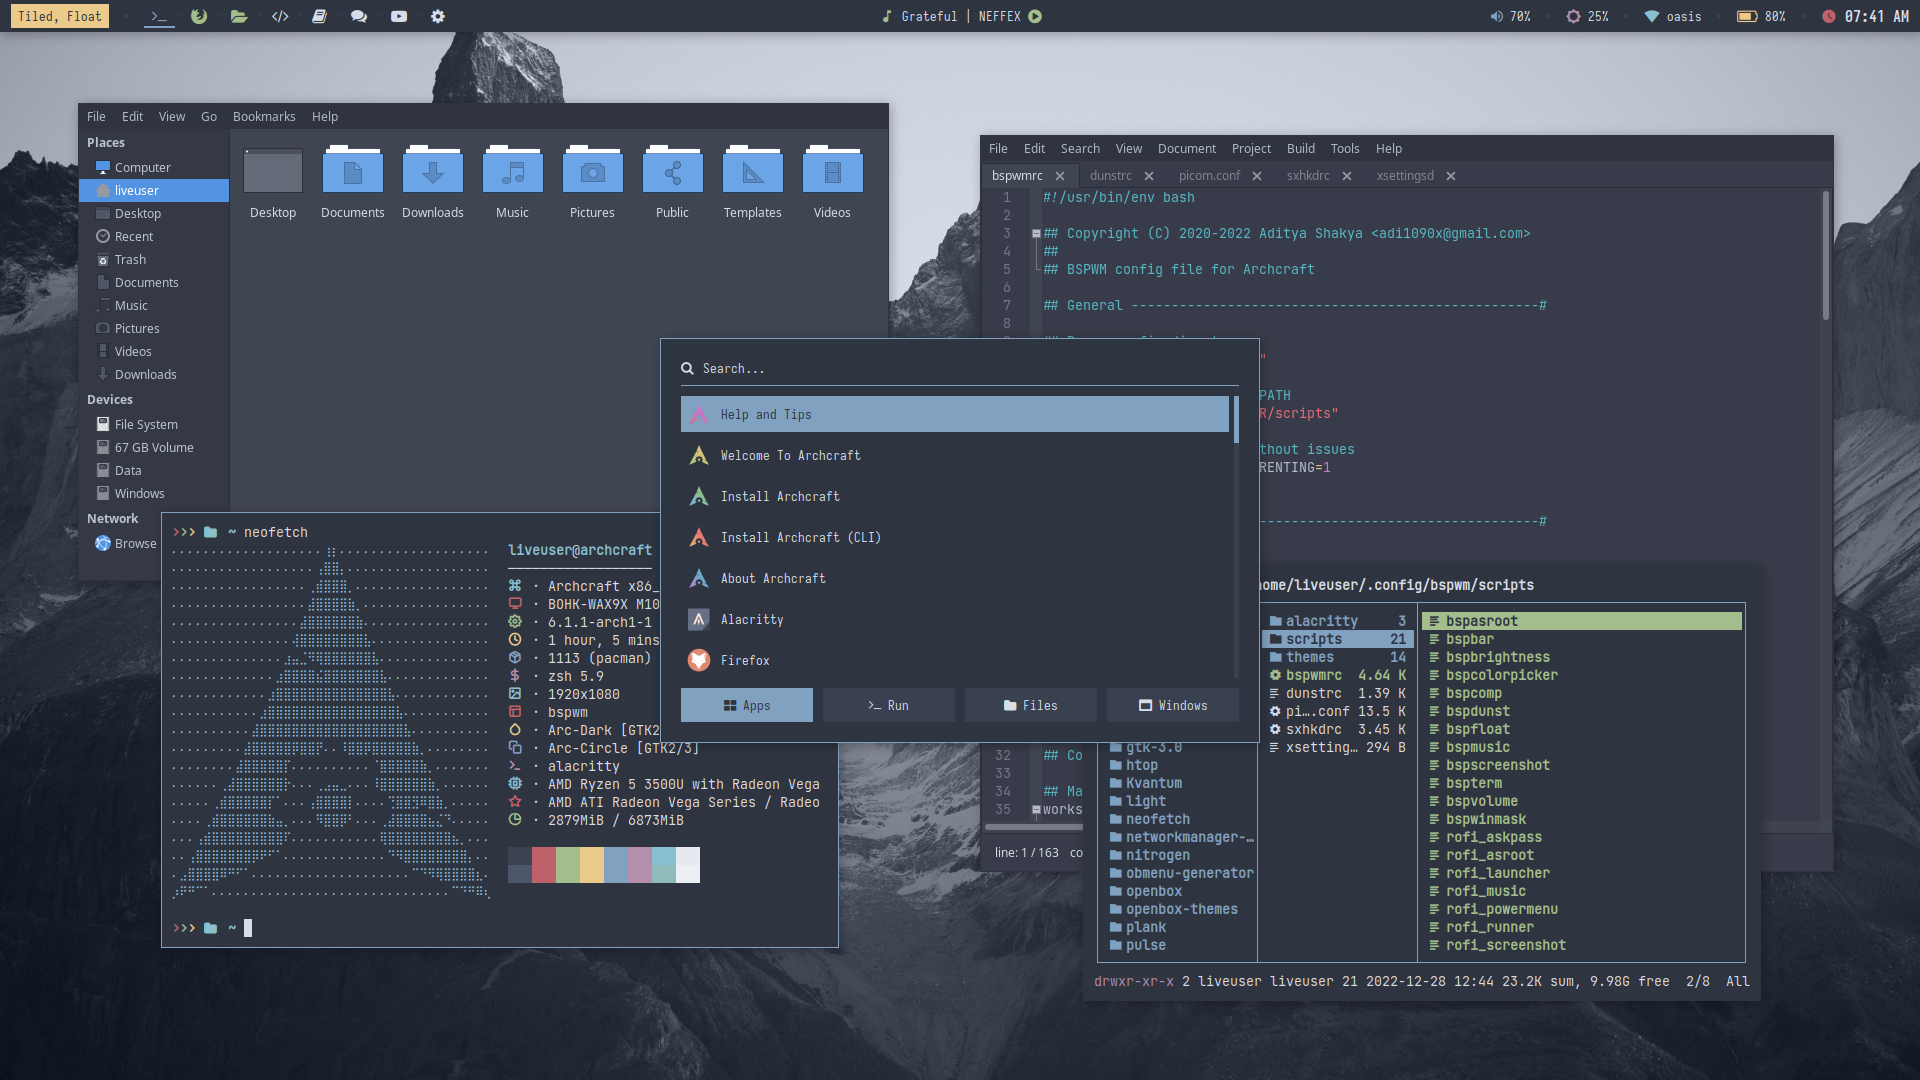 Tiled, Float
Grateful | NEFFEX
70%
25%
oasis
80%
07:41 AM
File Edit View Go Bookmarks Help
Places
Computer
liveuser
Desktop
Recent
Trash
Documents
Music
Pictures
Videos
Downloads
Devices
File System
67 GB Volume
Data
Windows
Network
Browse
Desktop Documents Downloads Music Pictures Public Templates Videos
File Edit Search View Document Project Build Tools Help
bspwmrc dunstrc picom.conf sxhkdrc xsettingsd
1 #!/usr/bin/env bash
2
3 ## Copyright (C) 2020-2022 Aditya Shakya <adi1090x@gmail.com>
4 ##
5 ## BSPWM config file for Archcraft
6
7 ## General ---------------------------------------------------#
8
"
PATH
R/scripts"
thout issues
RENTING=1
-----------------------------------#
32 ## Co
33
34 ## Ma
35 works
line: 1 / 163 co
Search...
Help and Tips
Welcome To Archcraft
Install Archcraft
Install Archcraft (CLI)
About Archcraft
Alacritty
Firefox
Apps
Run
Files
Windows
>>> ~ neofetch
liveuser@archcraft
· Archcraft x86_
· BOHK-WAX9X M10
· 6.1.1-arch1-1
· 1 hour, 5 mins
· 1113 (pacman)
· zsh 5.9
· 1920x1080
· bspwm
· Arc-Dark [GTK2
· Arc-Circle [GTK2/3]
· alacritty
· AMD Ryzen 5 3500U with Radeon Vega
· AMD ATI Radeon Vega Series / Radeo
· 2879MiB / 6873MiB
>>> ~
ome/liveuser/.config/bspwm/scripts
gtk-3.0
htop
Kvantum
light
neofetch
networkmanager-…
nitrogen
obmenu-generator
openbox
openbox-themes
plank
pulse
alacritty 3
scripts 21
themes 14
bspwmrc 4.64 K
dunstrc 1.39 K
pi….conf 13.5 K
sxhkdrc 3.45 K
xsetting… 294 B
bspasroot
bspbar
bspbrightness
bspcolorpicker
bspcomp
bspdunst
bspfloat
bspmusic
bspscreenshot
bspterm
bspvolume
bspwinmask
rofi_askpass
rofi_asroot
rofi_launcher
rofi_music
rofi_powermenu
rofi_runner
rofi_screenshot
drwxr-xr-x 2 liveuser liveuser 21 2022-12-28 12:44 23.2K sum, 9.98G free 2/8 All